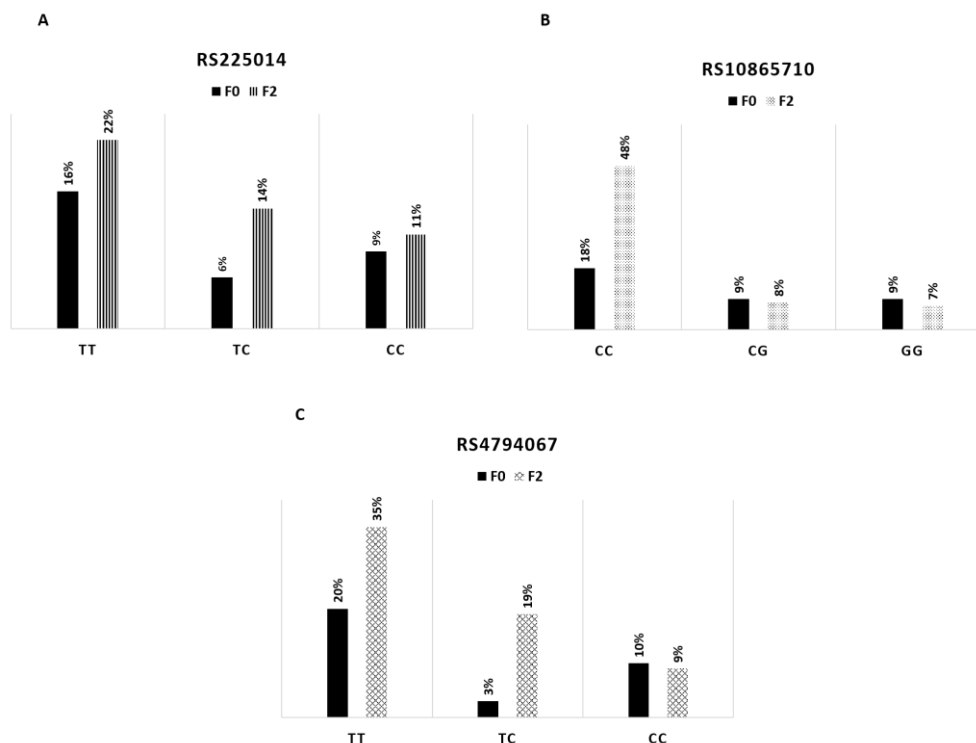 A
RS225014
F0 F2
16%
22%
6%
14%
9%
11%
TT TC CC
B
RS10865710
F0 F2
18%
48%
9%
8%
9%
7%
CC CG GG
C
RS4794067
F0 F2
20%
35%
3%
19%
10%
9%
TT TC CC